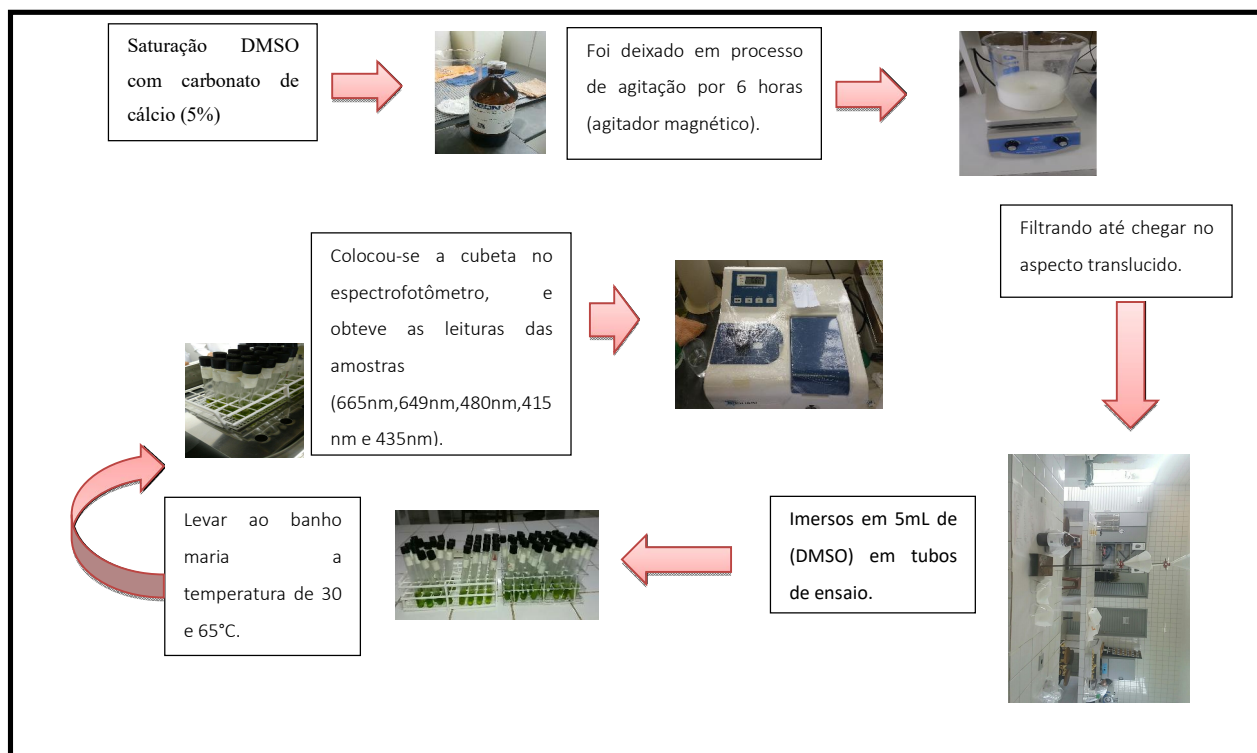 Saturação DMSO
com carbonato de
cálcio (5%)
Foi deixado em processo
de agitação por 6 horas
(agitador magnético).
Filtrando até chegar no
aspecto translucido.
Imersos em 5mL de
(DMSO) em tubos
de ensaio.
Levar ao banho
maria a
temperatura de 30
e 65°C.
Colocou-se a cubeta no
espectrofotômetro, e
obteve as leituras das
amostras
(665nm,649nm,480nm,415
nm e 435nm).